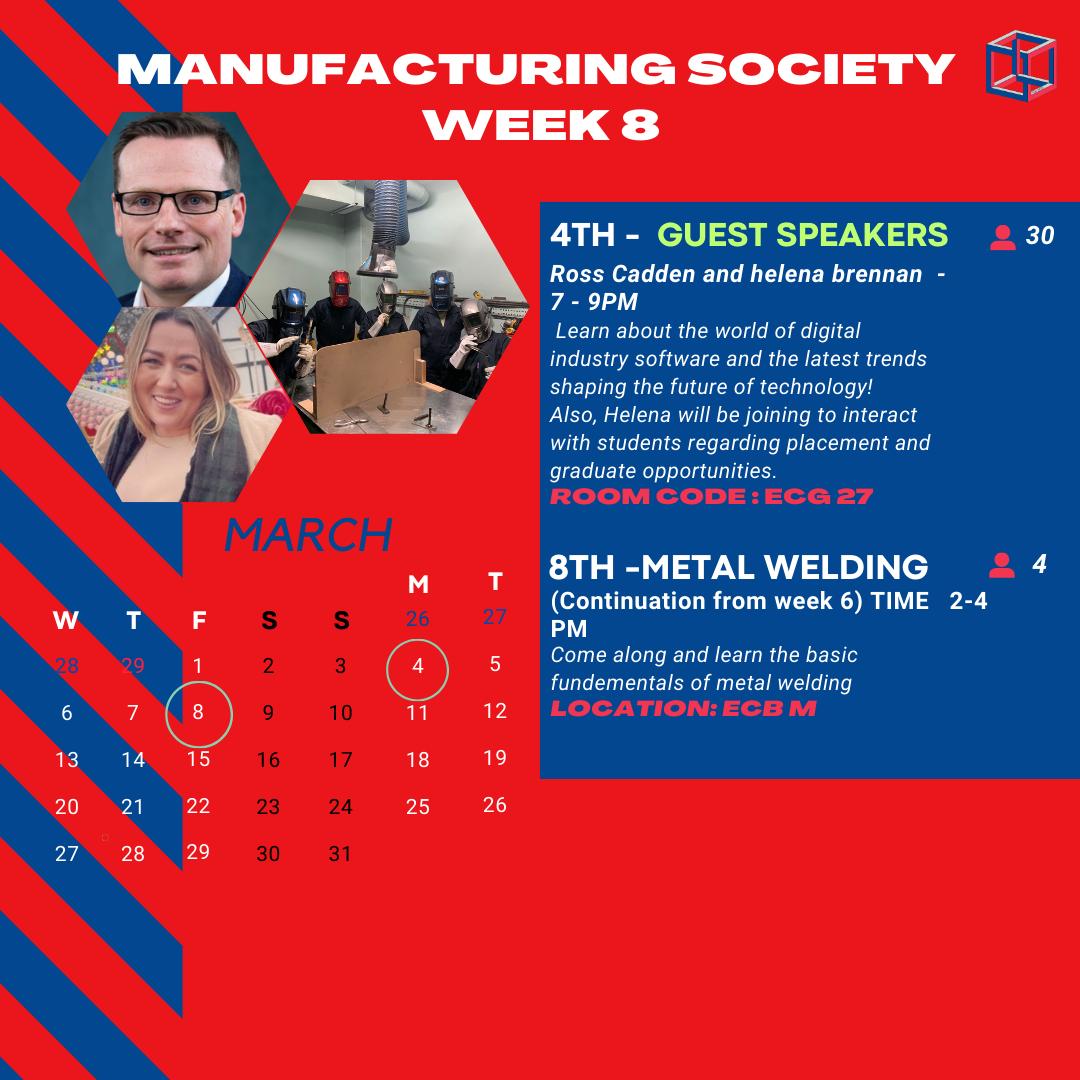 MANUFACTURING SOCIETY
WEEK 8
4TH - GUEST SPEAKERS
30
Ross Cadden and helena brennan -
7 - 9PM
Learn about the world of digital
industry software and the latest trends
shaping the future of technology!
Also, Helena will be joining to interact
with students regarding placement and
graduate opportunities.
ROOM CODE : ECG 27
8TH -METAL WELDING
4
(Continuation from week 6) TIME 2-4
PM
Come along and learn the basic
fundementals of metal welding
LOCATION: ECB M
MARCH
M T
W T F S S 26 27
28 29 1 2 3 4 5
6 7 8 9 10 11 12
13 14 15 16 17 18 19
20 21 22 23 24 25 26
27 28 29 30 31